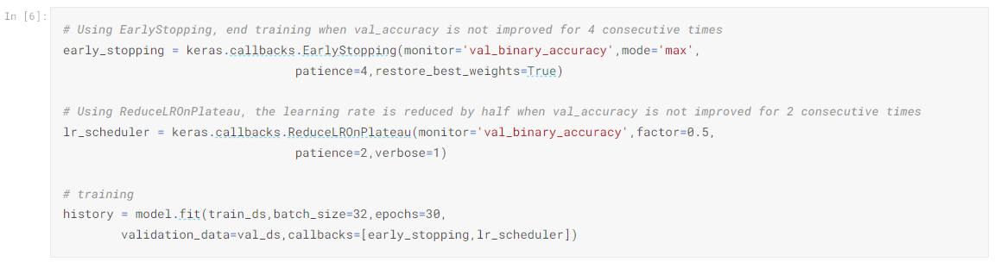 In [6]:
# Using EarlyStopping, end training when val_accuracy is not improved for 4 consecutive times
early_stopping = keras.callbacks.EarlyStopping(monitor='val_binary_accuracy',mode='max',
patience=4,restore_best_weights=True)
# Using ReduceLROnPlateau, the learning rate is reduced by half when val_accuracy is not improved for 2 consecutive times
lr_scheduler = keras.callbacks.ReduceLROnPlateau(monitor='val_binary_accuracy',factor=0.5,
patience=2,verbose=1)
# training
history = model.fit(train_ds,batch_size=32,epochs=30,
validation_data=val_ds,callbacks=[early_stopping,lr_scheduler])